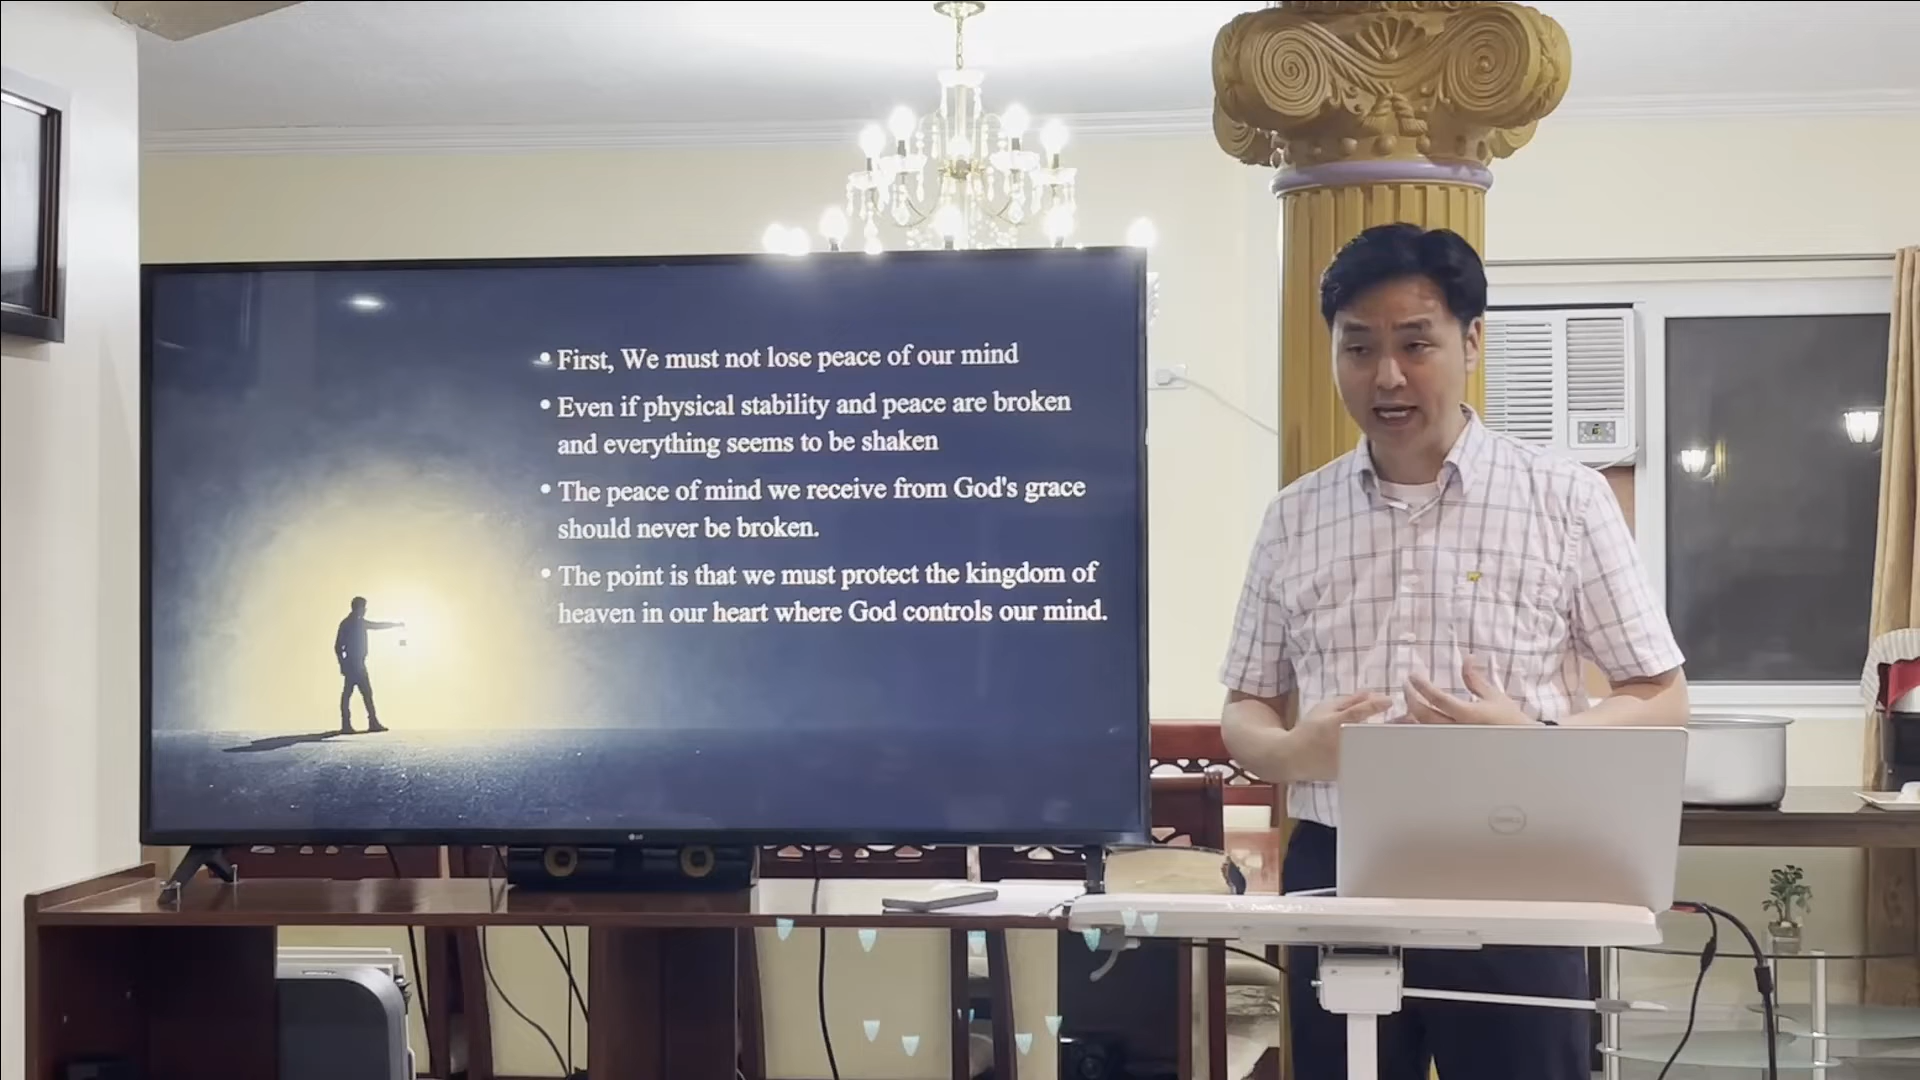 • First, We must not lose peace of our mind
• Even if physical stability and peace are broken
and everything seems to be shaken
• The peace of mind we receive from God's grace
should never be broken.
• The point is that we must protect the kingdom of
heaven in our heart where God controls our mind.
LG
DELL